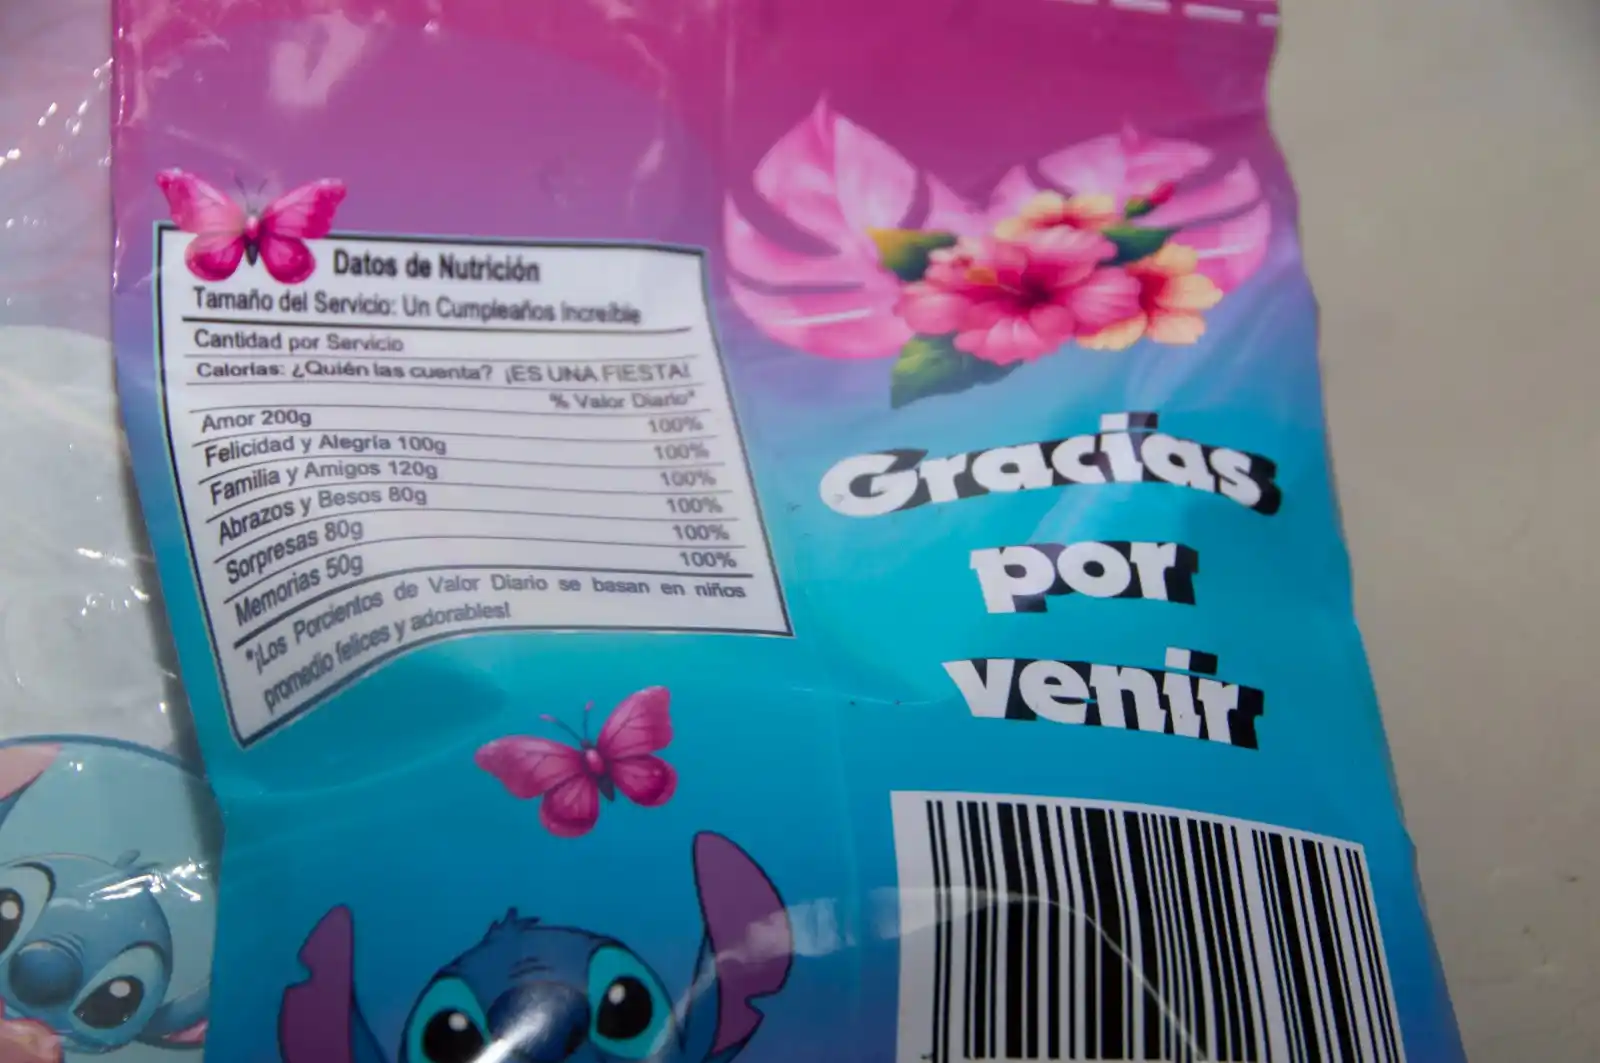 Datos de Nutrición
Tamaño del Servicio: Un Cumpleaños increíble
Cantidad por Servicio
Calorías: ¿Quién las cuenta? ¡ES UNA FIESTA!
% Valor Diario*
Amor 200g 100%
Felicidad y Alegría 100g 100%
Familia y Amigos 120g 100%
Abrazos y Besos 80g 100%
Sorpresas 80g 100%
Memorias 50g 100%
*¡Los Porcientos de Valor Diario se basan en niños
promedio felices y adorables!
Gracias
por
venir